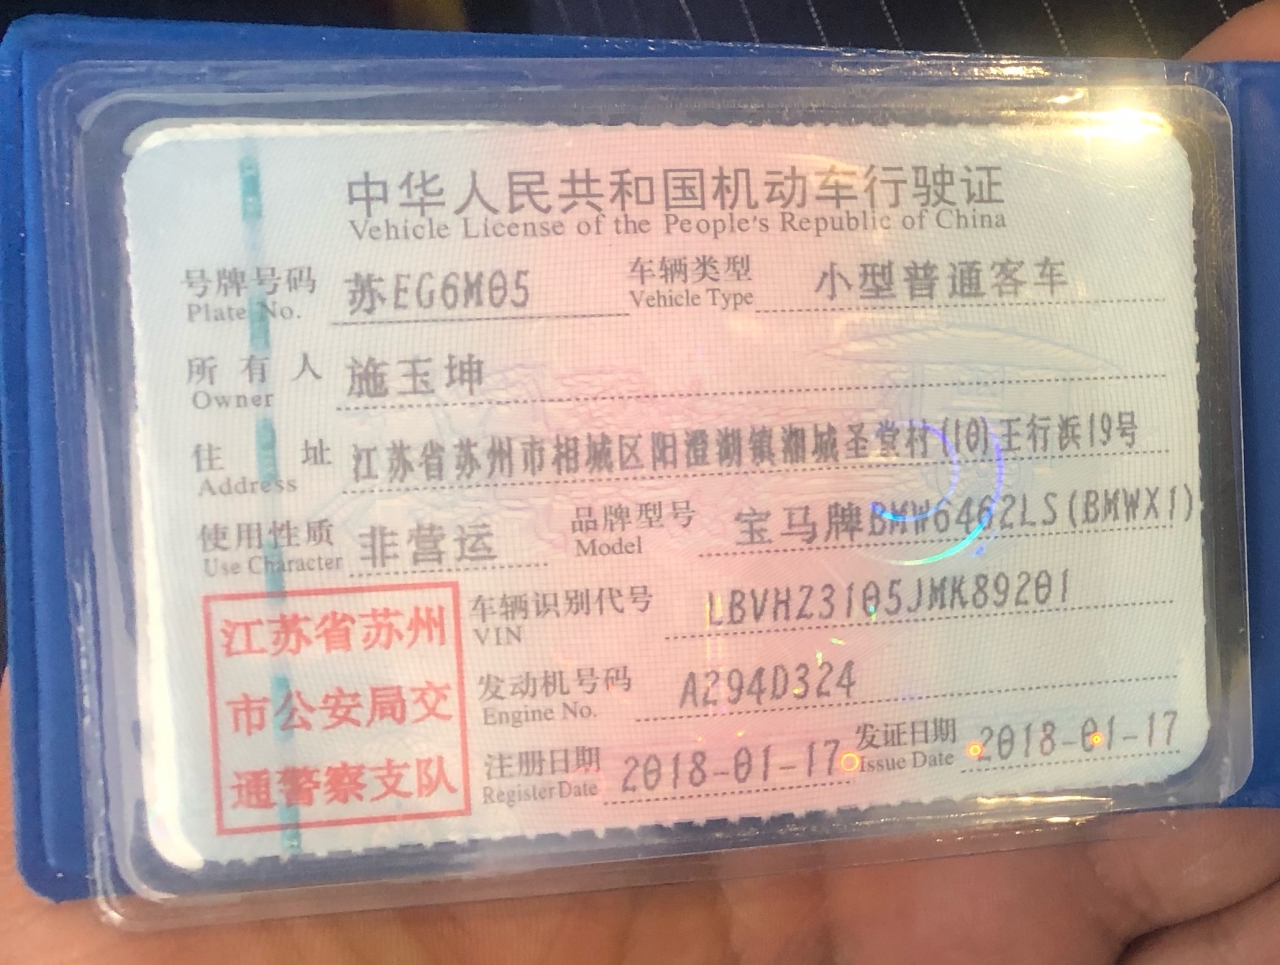 中华人民共和国机动车行驶证
Vehicle License of the People's Republic of China
号牌号码 苏EG6M05 车辆类型 小型普通客车
Plate No. Vehicle Type
所有人 施玉坤
Owner
住址 江苏省苏州市相城区阳澄湖镇湘城圣堂村(10)王行浜19号
Address
使用性质 非营运 品牌型号 宝马牌BMW6462LS(BMWX1)
Use Character Model
车辆识别代号 LBVHZ3105JMK89201
VIN
发动机号码 A294D324
Engine No.
注册日期 2018-01-17 发证日期 2018-01-17
Register Date Issue Date
江苏省苏州
市公安局交
通警察支队